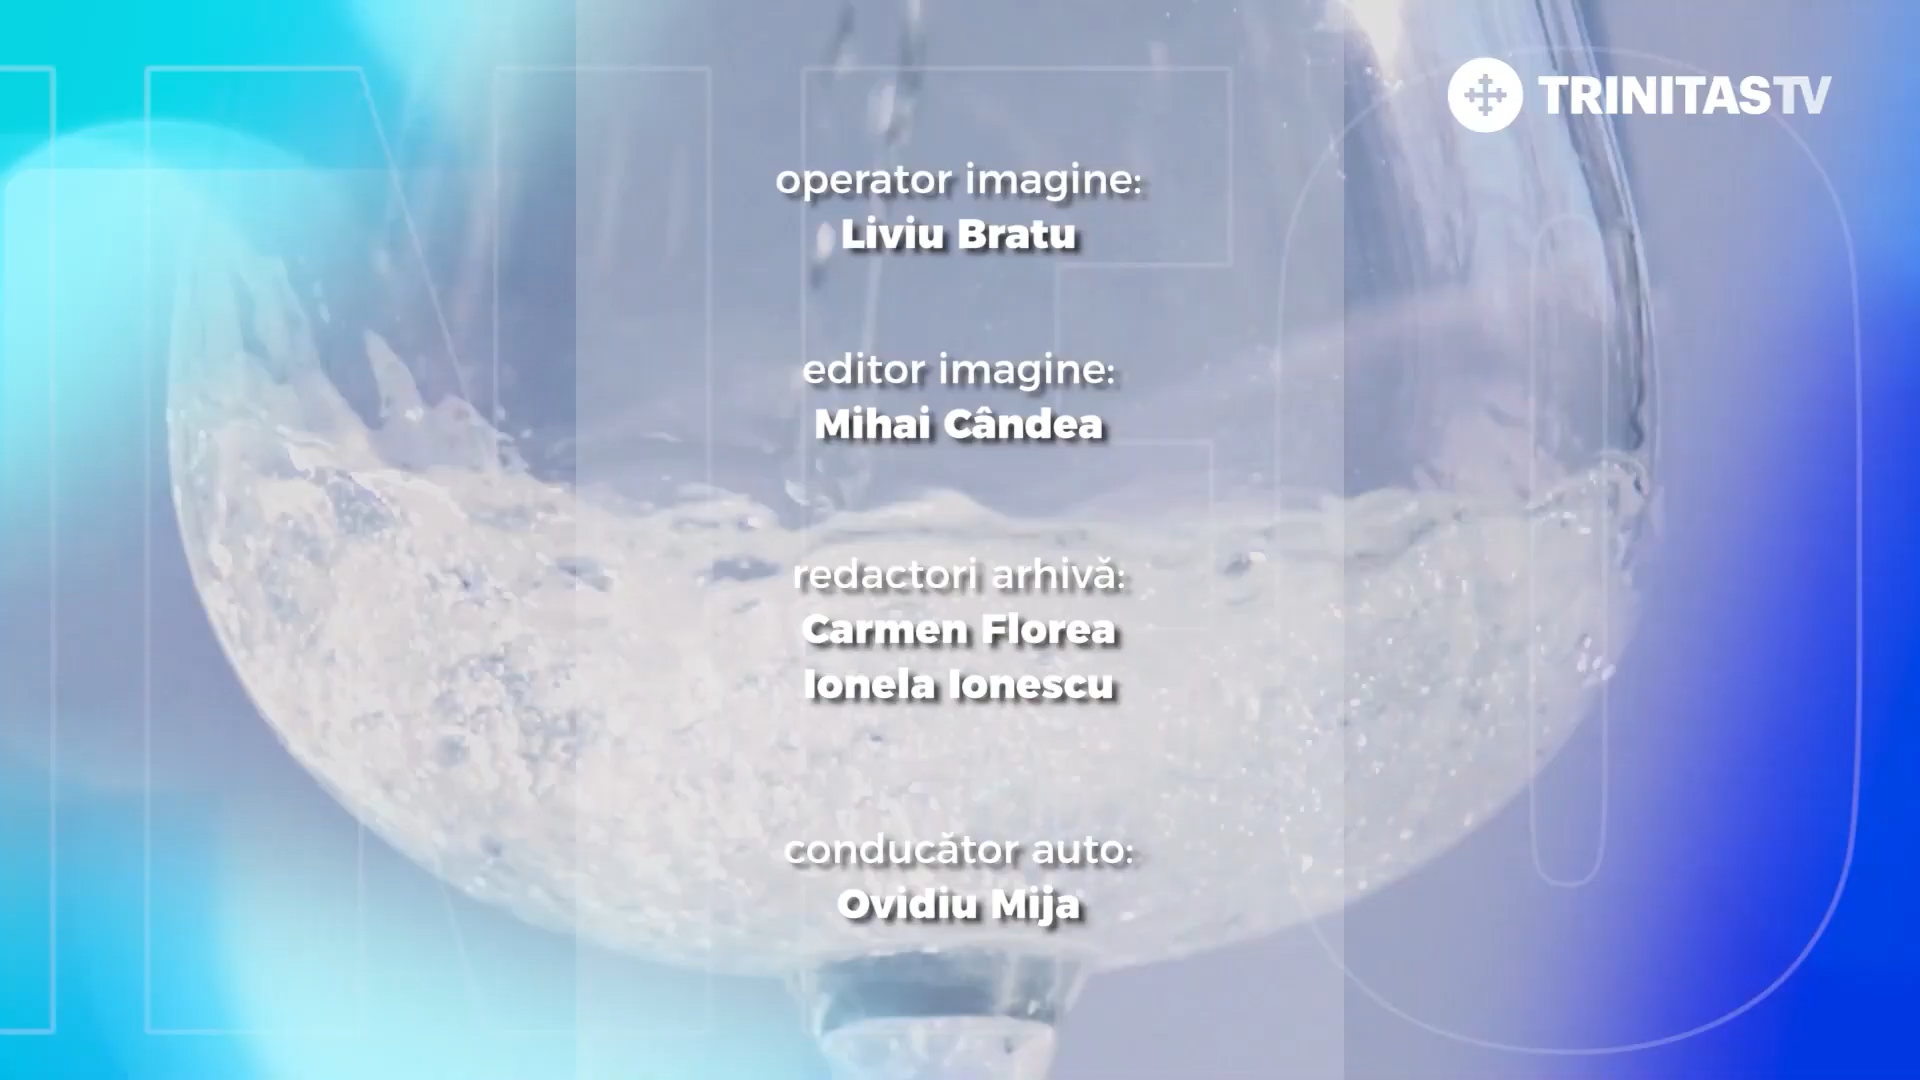 TRINITASTV
operator imagine:
Liviu Bratu
editor imagine:
Mihai Cândea
redactori arhivă:
Carmen Florea
Ionela Ionescu
conducător auto:
Ovidiu Mija
INFO